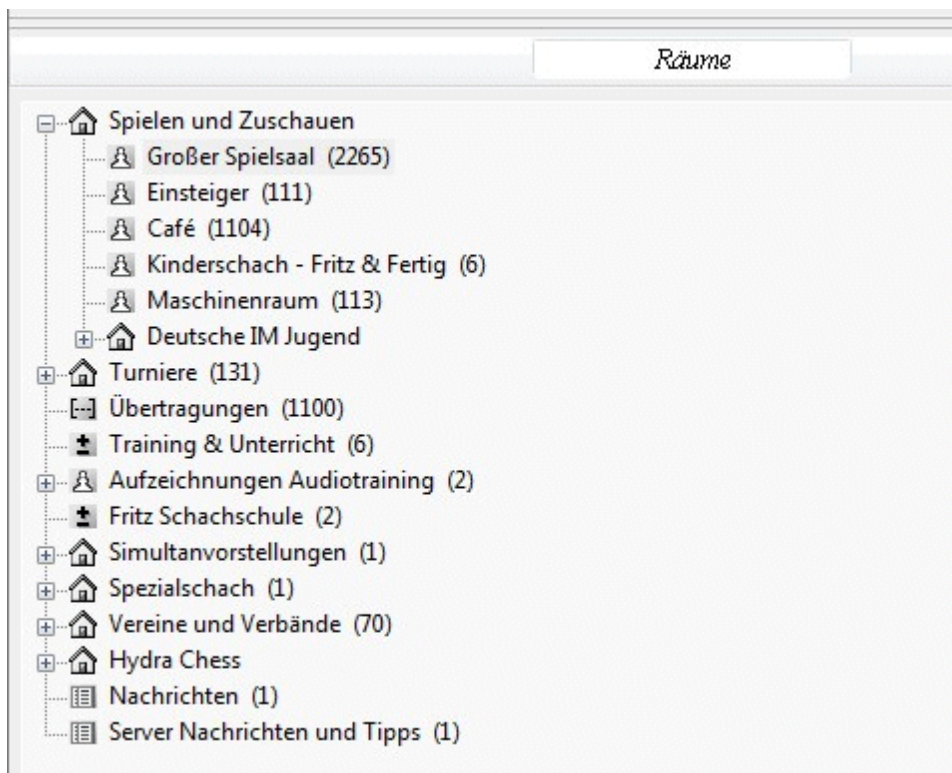 Räume
Spielen und Zuschauen
Großer Spielsaal (2265)
Einsteiger (111)
Café (1104)
Kinderschach - Fritz & Fertig (6)
Maschinenraum (113)
Deutsche IM Jugend
Turniere (131)
Übertragungen (1100)
Training & Unterricht (6)
Aufzeichnungen Audiotraining (2)
Fritz Schachschule (2)
Simultanvorstellungen (1)
Spezialschach (1)
Vereine und Verbände (70)
Hydra Chess
Nachrichten (1)
Server Nachrichten und Tipps (1)